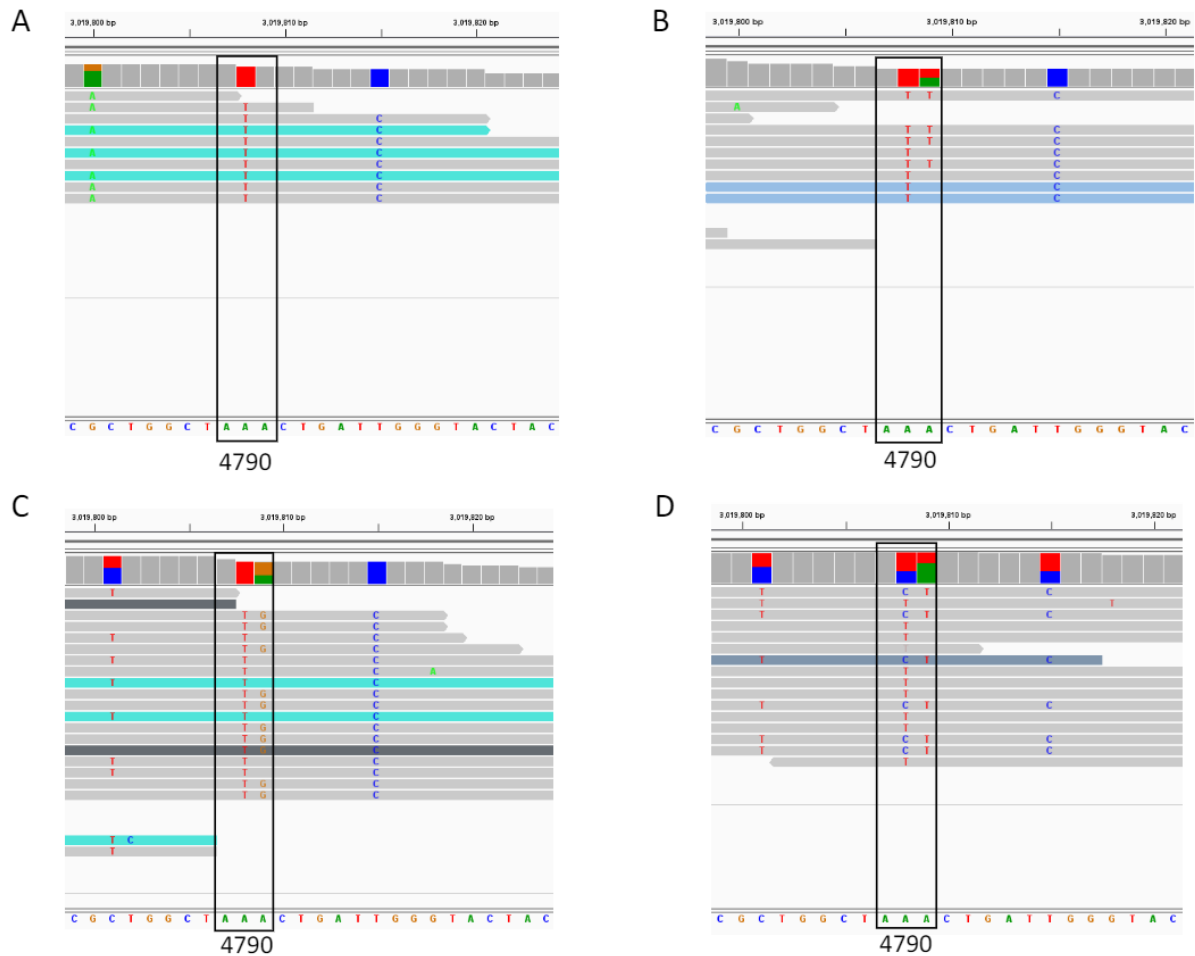 A
3,019,800 bp 3,019,810 bp 3,019,820 bp
A
A T
T C
A T C
T C
A T C
T C
A T C
A T C
A T C
C G C T G G C T A A A C T G A T T G G G T A C T A C
4790
B
3,019,800 bp 3,019,810 bp 3,019,820 bp
T T C
A
T T C
T T C
T C
T T C
T C
T C
T C
C G C T G G C T A A A C T G A T T G G G T A C
4790
C
3,019,800 bp 3,019,810 bp 3,019,820 bp
T
T G C
T G C
T T C
T G C
T T C
T C A
T T C
T G C
T G C
T T C
T G C
T G C
T G C
T T C
T T C
T G C
T G C
T C
T
C G C T G G C T A A A C T G A T T G G G T A C T A C
4790
D
3,019,800 bp 3,019,810 bp 3,019,820 bp
T C T C
T T T
T C T C
T
T
T
T C T C
T
T
T
T C T C
T
T
T C T C
T C T C
T
C G C T G G C T A A A C T G A T T G G G T A C
4790